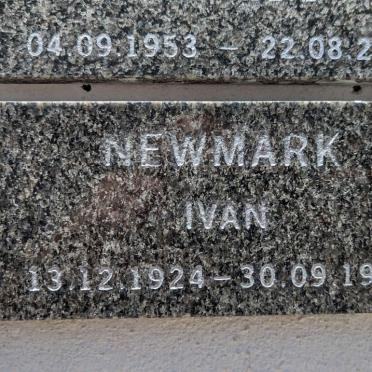 04.09.1953 – 22.08.2
NEWMARK
IVAN
13.12.1924 – 30.09.19